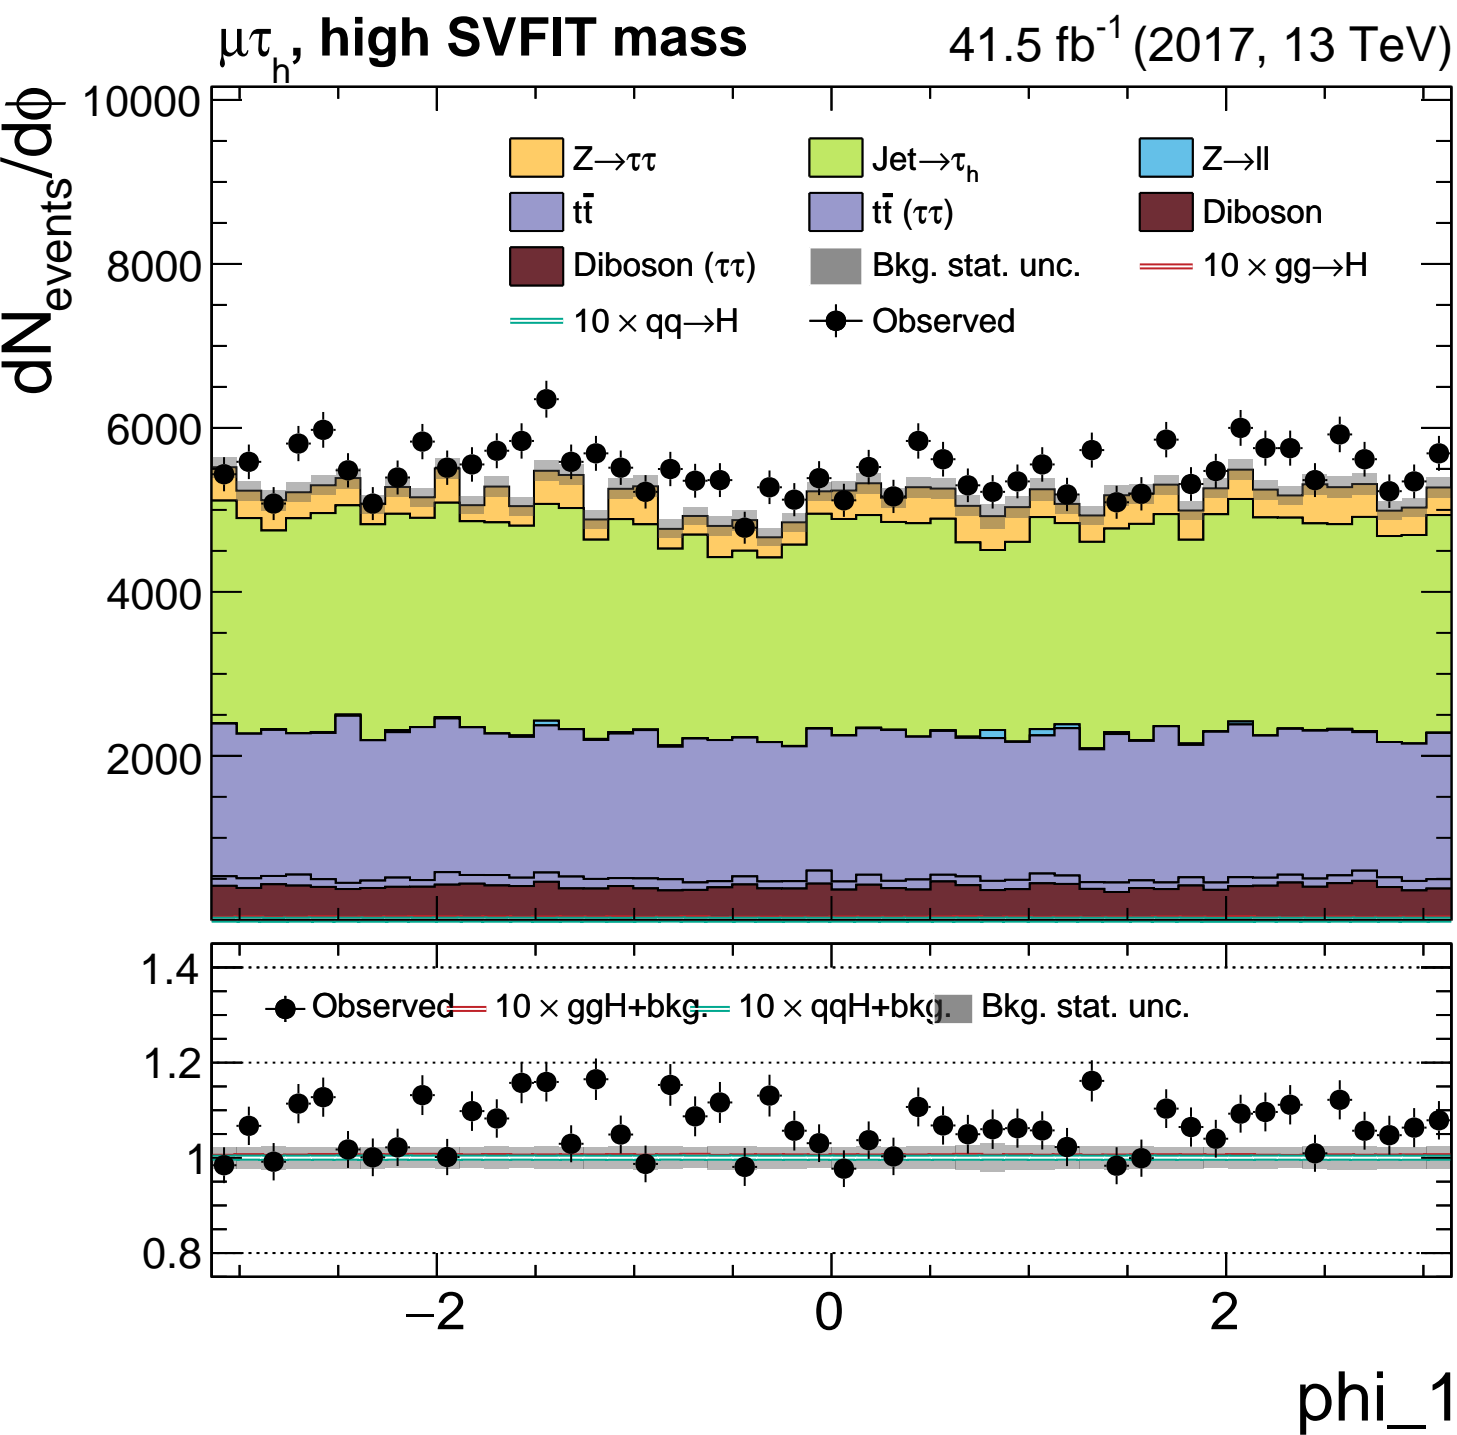 μτh, high SVFIT mass 41.5 fb-1 (2017, 13 TeV)
dNevents/dϕ
10000
8000
6000
4000
2000
Z→ττ Jet→τh Z→ll
tt̄ tt̄ (ττ) Diboson
Diboson (ττ) Bkg. stat. unc. 10 × gg→H
10 × qq→H Observed
1.4
1.2
1
0.8
Observed 10 × ggH+bkg. 10 × qqH+bkg. Bkg. stat. unc.
−2 0 2
phi_1